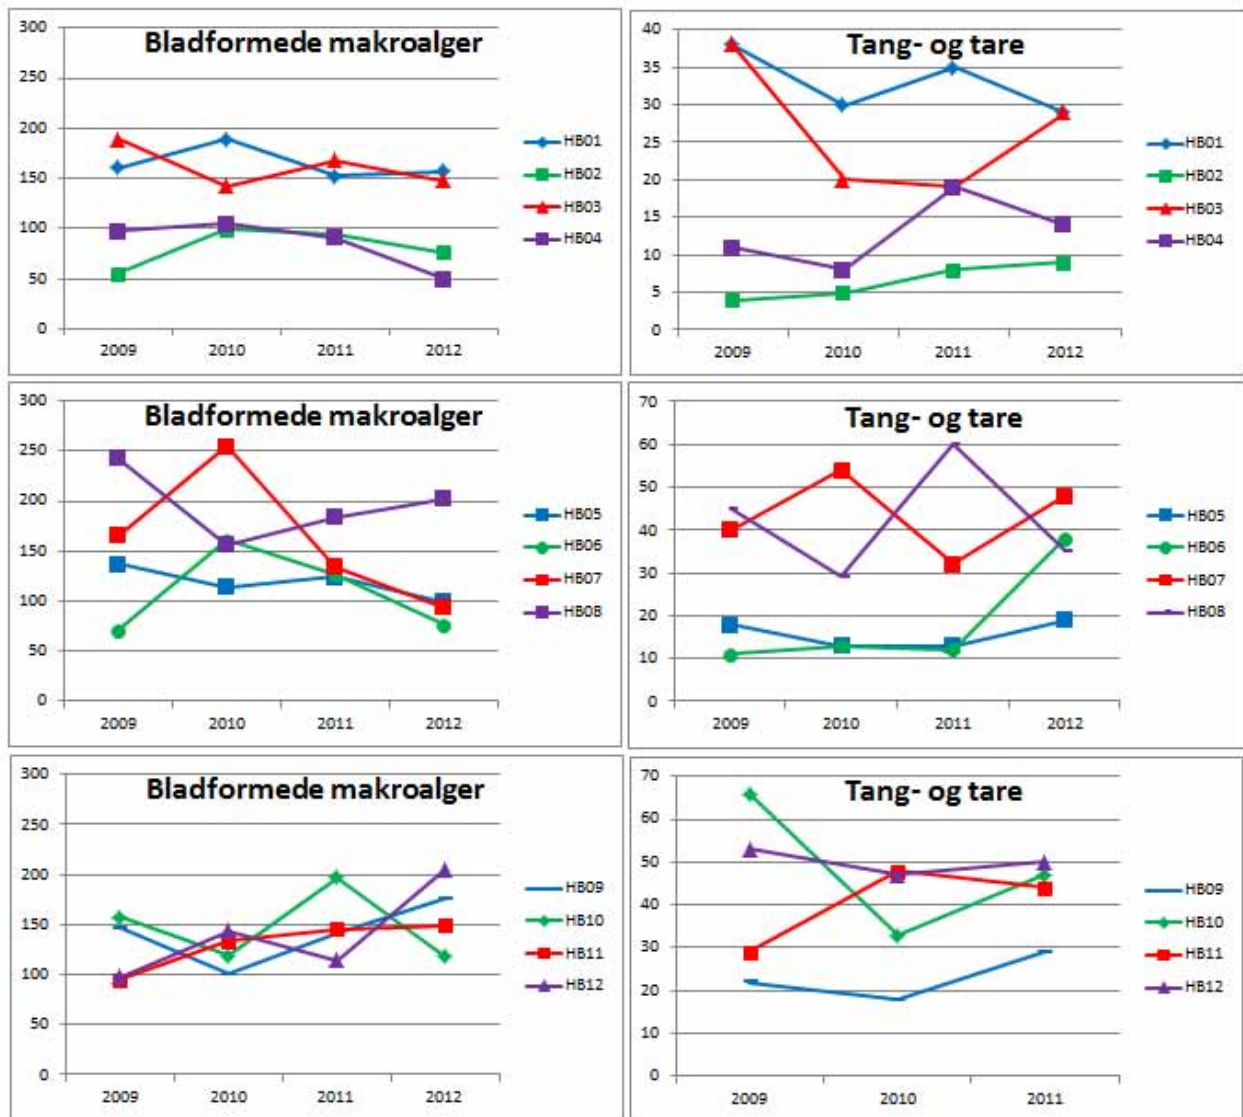 Bladformede makroalger
300
250
200
150
100
50
0
2009 2010 2011 2012
HB01
HB02
HB03
HB04
Tang- og tare
40
35
30
25
20
15
10
5
0
2009 2010 2011 2012
HB01
HB02
HB03
HB04
Bladformede makroalger
300
250
200
150
100
50
0
2009 2010 2011 2012
HB05
HB06
HB07
HB08
Tang- og tare
70
60
50
40
30
20
10
0
2009 2010 2011 2012
HB05
HB06
HB07
HB08
Bladformede makroalger
300
250
200
150
100
50
0
2009 2010 2011 2012
HB09
HB10
HB11
HB12
Tang- og tare
70
60
50
40
30
20
10
0
2009 2010 2011
HB09
HB10
HB11
HB12